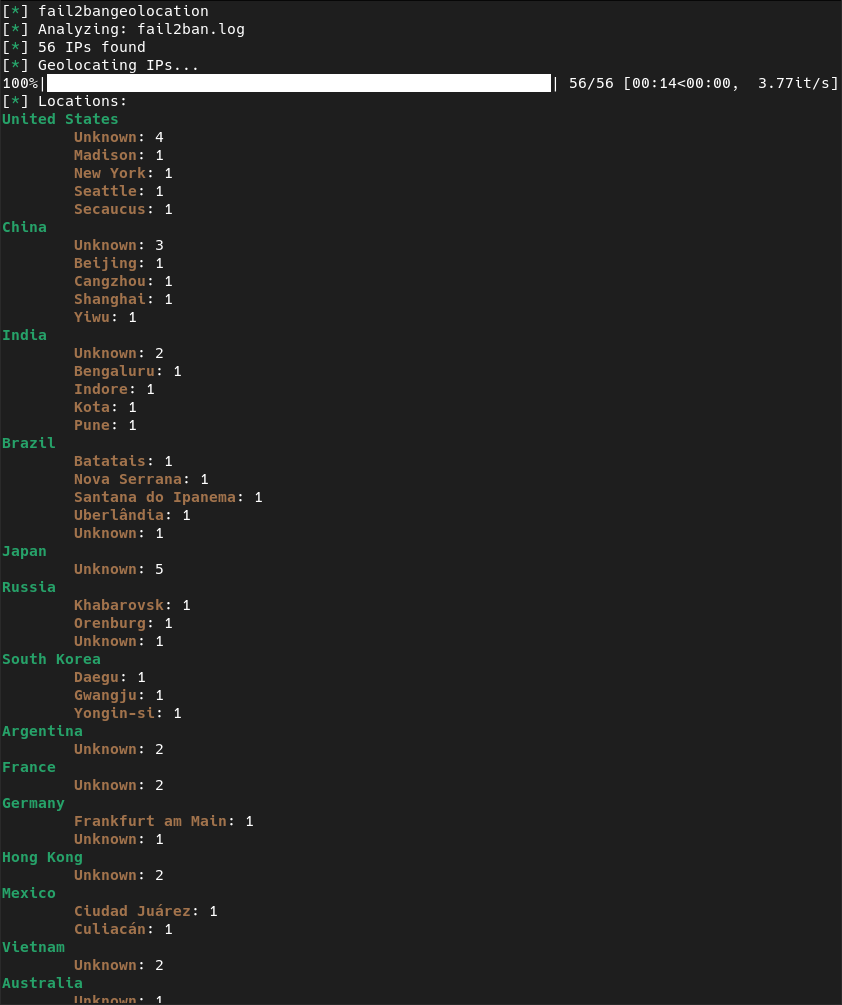 [*] fail2bangeolocation
[*] Analyzing: fail2ban.log
[*] 56 IPs found
[*] Geolocating IPs...
100%| | 56/56 [00:14<00:00,  3.77it/s]
[*] Locations:
United States
        Unknown: 4
        Madison: 1
        New York: 1
        Seattle: 1
        Secaucus: 1
China
        Unknown: 3
        Beijing: 1
        Cangzhou: 1
        Shanghai: 1
        Yiwu: 1
India
        Unknown: 2
        Bengaluru: 1
        Indore: 1
        Kota: 1
        Pune: 1
Brazil
        Batatais: 1
        Nova Serrana: 1
        Santana do Ipanema: 1
        Uberlândia: 1
        Unknown: 1
Japan
        Unknown: 5
Russia
        Khabarovsk: 1
        Orenburg: 1
        Unknown: 1
South Korea
        Daegu: 1
        Gwangju: 1
        Yongin-si: 1
Argentina
        Unknown: 2
France
        Unknown: 2
Germany
        Frankfurt am Main: 1
        Unknown: 1
Hong Kong
        Unknown: 2
Mexico
        Ciudad Juárez: 1
        Culiacán: 1
Vietnam
        Unknown: 2
Australia
        Unknown: 1